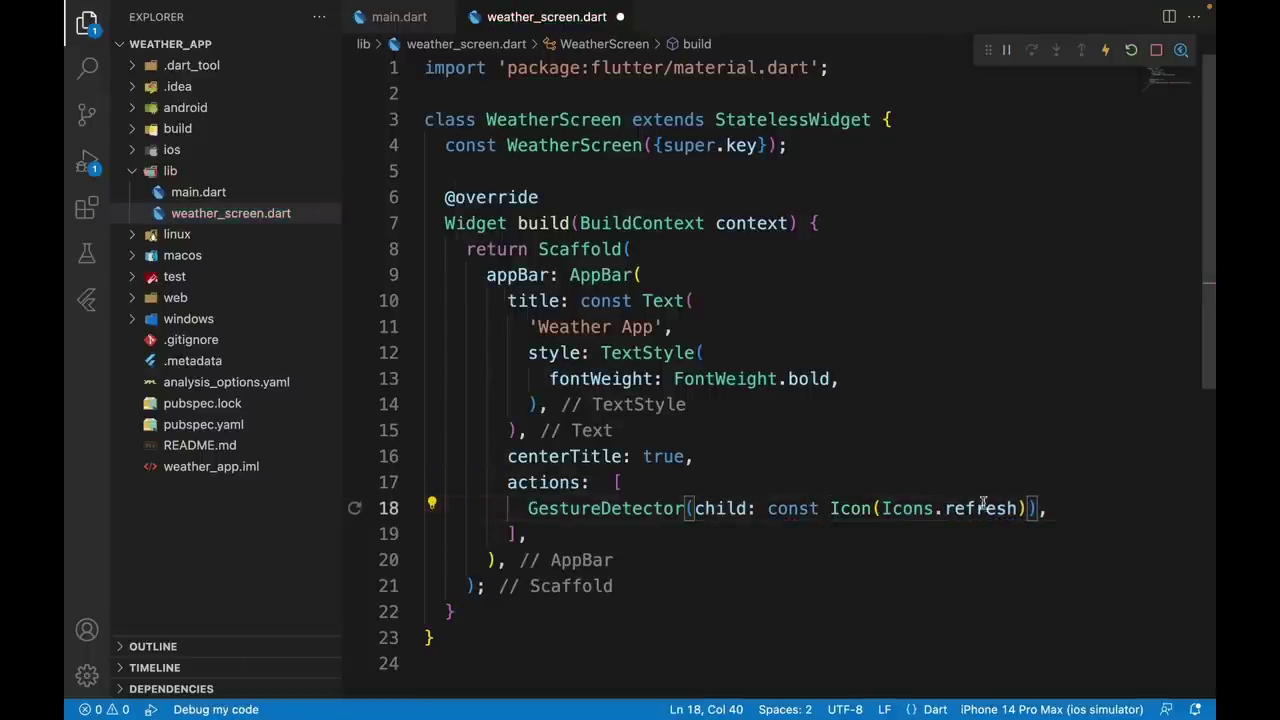 EXPLORER
···
main.dart
weather_screen.dart
···
WEATHER_APP
lib
weather_screen.dart
WeatherScreen
build
.dart_tool
.idea
android
build
ios
lib
main.dart
weather_screen.dart
linux
macos
test
web
windows
.gitignore
.metadata
analysis_options.yaml
pubspec.lock
pubspec.yaml
README.md
weather_app.iml
OUTLINE
TIMELINE
DEPENDENCIES
1
1
1 import 'package:flutter/material.dart';
2
3 class WeatherScreen extends StatelessWidget {
4 const WeatherScreen({super.key});
5
6 @override
7 Widget build(BuildContext context) {
8 return Scaffold(
9 appBar: AppBar(
10 title: const Text(
11 'Weather App',
12 style: TextStyle(
13 fontWeight: FontWeight.bold,
14 ), // TextStyle
15 ), // Text
16 centerTitle: true,
17 actions: [
18 GestureDetector(child: const Icon(Icons.refresh)),
19 ],
20 ), // AppBar
21 ); // Scaffold
22 }
23 }
24
0 0 Debug my code Ln 18, Col 40 Spaces: 2 UTF-8 LF {} Dart iPhone 14 Pro Max (ios simulator)